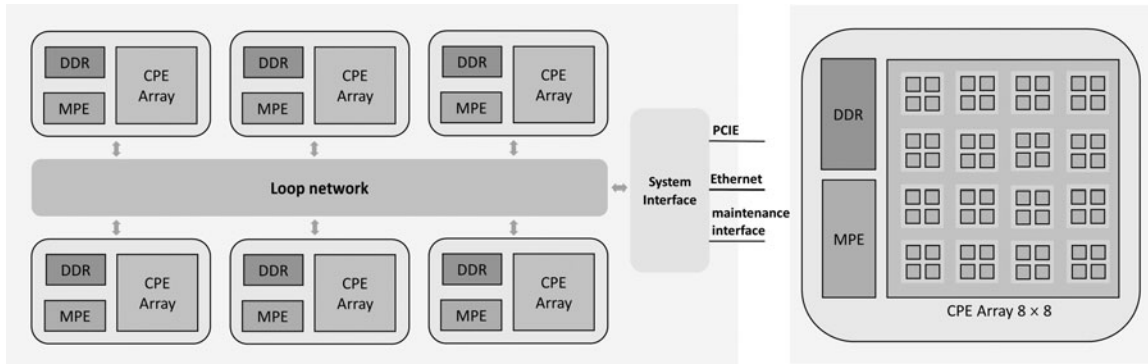 DDR
MPE
CPE
Array
DDR
MPE
CPE
Array
DDR
MPE
CPE
Array
Loop network
System
Interface
PCIE
Ethernet
maintenance
interface
DDR
MPE
CPE
Array
DDR
MPE
CPE
Array
DDR
MPE
CPE
Array
DDR
MPE
CPE Array 8 × 8